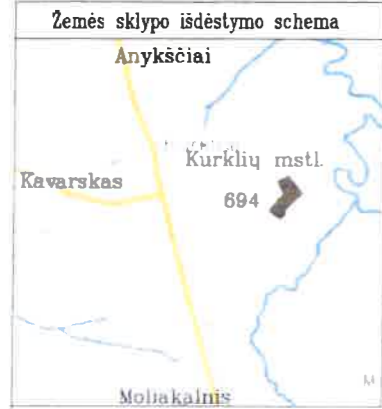 Žemės sklypo išdėstymo schema
Anykščiai
Kurklių mstl.
Kavarskas
694
Moliakalnis
M